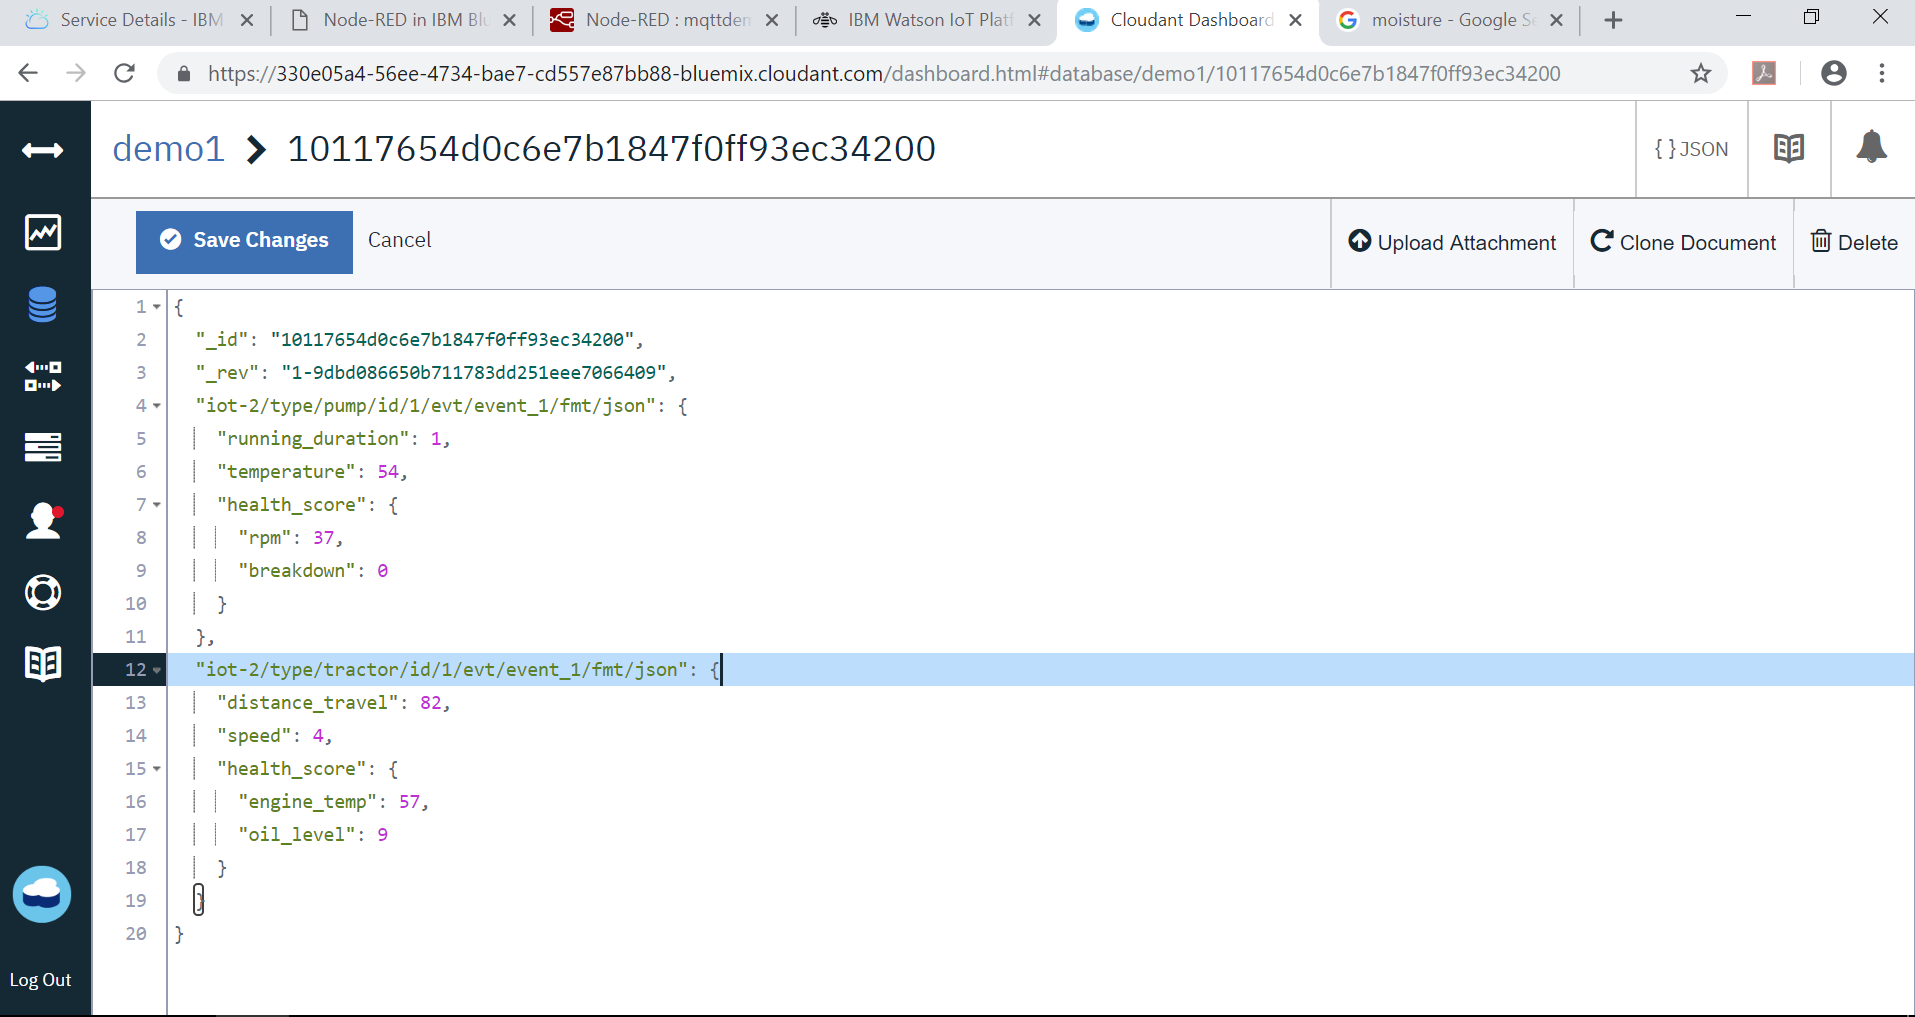 Service Details - IBM
Node-RED in IBM Blu
Node-RED : mqttden
IBM Watson IoT Platf
Cloudant Dashboard
moisture - Google Se
https://330e05a4-56ee-4734-bae7-cd557e87bb88-bluemix.cloudant.com/dashboard.html#database/demo1/10117654d0c6e7b1847f0ff93ec34200
demo1 > 10117654d0c6e7b1847f0ff93ec34200
{ } JSON
Save Changes
Cancel
Upload Attachment
Clone Document
Delete
1 {
2 "_id": "10117654d0c6e7b1847f0ff93ec34200",
3 "_rev": "1-9dbd086650b711783dd251eee7066409",
4 "iot-2/type/pump/id/1/evt/event_1/fmt/json": {
5 "running_duration": 1,
6 "temperature": 54,
7 "health_score": {
8 "rpm": 37,
9 "breakdown": 0
10 }
11 },
12 "iot-2/type/tractor/id/1/evt/event_1/fmt/json": {
13 "distance_travel": 82,
14 "speed": 4,
15 "health_score": {
16 "engine_temp": 57,
17 "oil_level": 9
18 }
19 }
20 }
Log Out